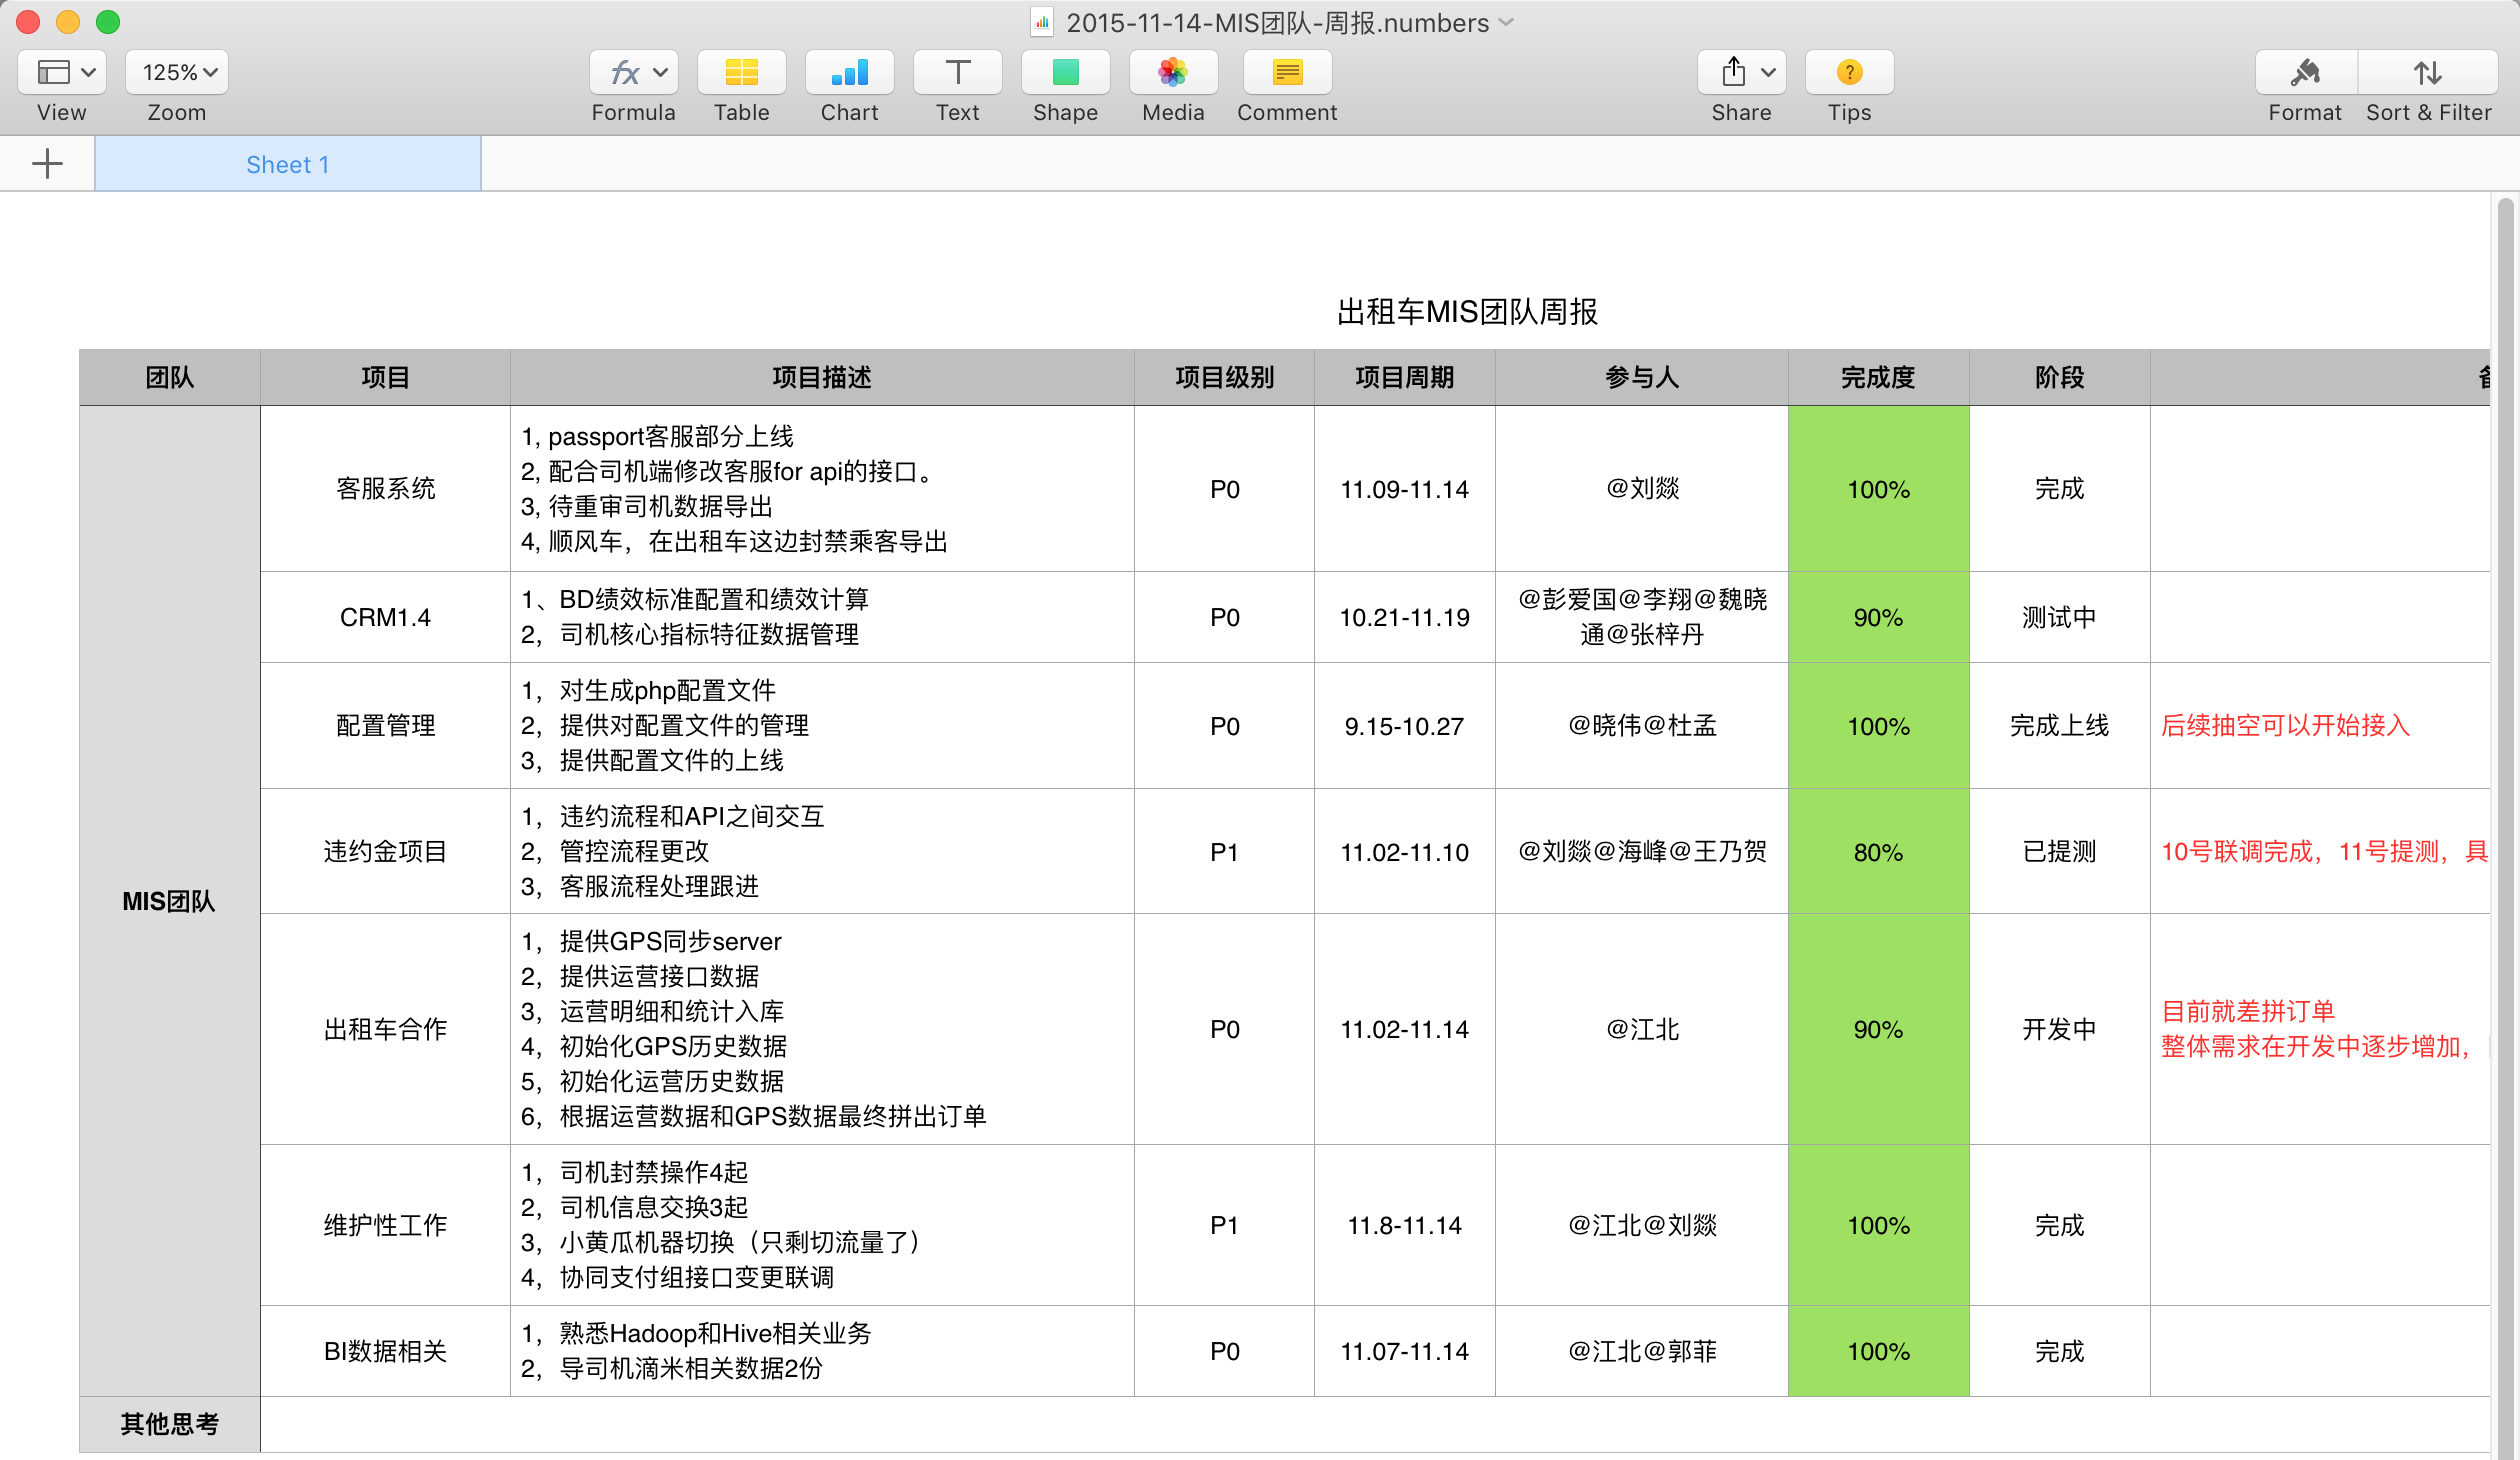 2015-11-14-MIS团队-周报.numbers
125%
View
Zoom
Formula
Table
Chart
Text
Shape
Media
Comment
Share
Tips
Format
Sort & Filter
Sheet 1
出租车MIS团队周报
团队 项目 项目描述 项目级别 项目周期 参与人 完成度 阶段
MIS团队
客服系统
1, passport客服部分上线
2, 配合司机端修改客服for api的接口。
3, 待重审司机数据导出
4, 顺风车，在出租车这边封禁乘客导出
P0
11.09-11.14
@刘燚
100%
完成
CRM1.4
1、BD绩效标准配置和绩效计算
2，司机核心指标特征数据管理
P0
10.21-11.19
@彭爱国@李翔@魏晓
通@张梓丹
90%
测试中
配置管理
1，对生成php配置文件
2，提供对配置文件的管理
3，提供配置文件的上线
P0
9.15-10.27
@晓伟@杜孟
100%
完成上线
后续抽空可以开始接入
违约金项目
1，违约流程和API之间交互
2，管控流程更改
3，客服流程处理跟进
P1
11.02-11.10
@刘燚@海峰@王乃贺
80%
已提测
10号联调完成，11号提测，具
出租车合作
1，提供GPS同步server
2，提供运营接口数据
3，运营明细和统计入库
4，初始化GPS历史数据
5，初始化运营历史数据
6，根据运营数据和GPS数据最终拼出订单
P0
11.02-11.14
@江北
90%
开发中
目前就差拼订单
整体需求在开发中逐步增加，
维护性工作
1，司机封禁操作4起
2，司机信息交换3起
3，小黄瓜机器切换（只剩切流量了）
4，协同支付组接口变更联调
P1
11.8-11.14
@江北@刘燚
100%
完成
BI数据相关
1，熟悉Hadoop和Hive相关业务
2，导司机滴米相关数据2份
P0
11.07-11.14
@江北@郭菲
100%
完成
其他思考